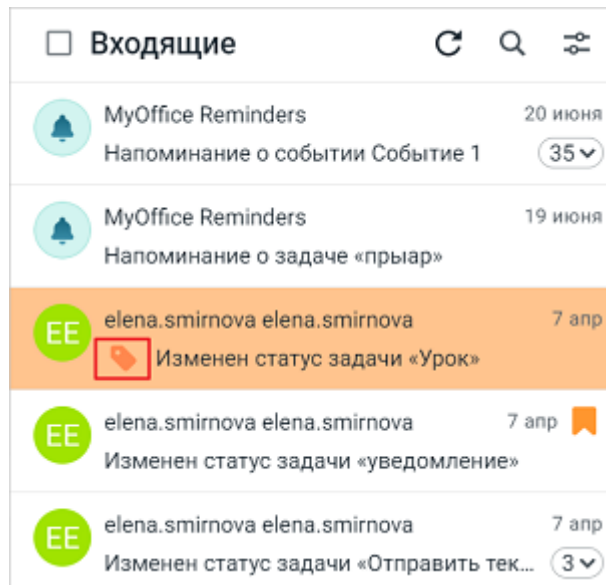 Входящие
MyOffice Reminders 20 июня
Напоминание о событии Событие 1 35
MyOffice Reminders 19 июня
Напоминание о задаче «прыар»
EE elena.smirnova elena.smirnova 7 апр
Изменен статус задачи «Урок»
EE elena.smirnova elena.smirnova 7 апр
Изменен статус задачи «уведомление»
EE elena.smirnova elena.smirnova 7 апр
Изменен статус задачи «Отправить тек... 3